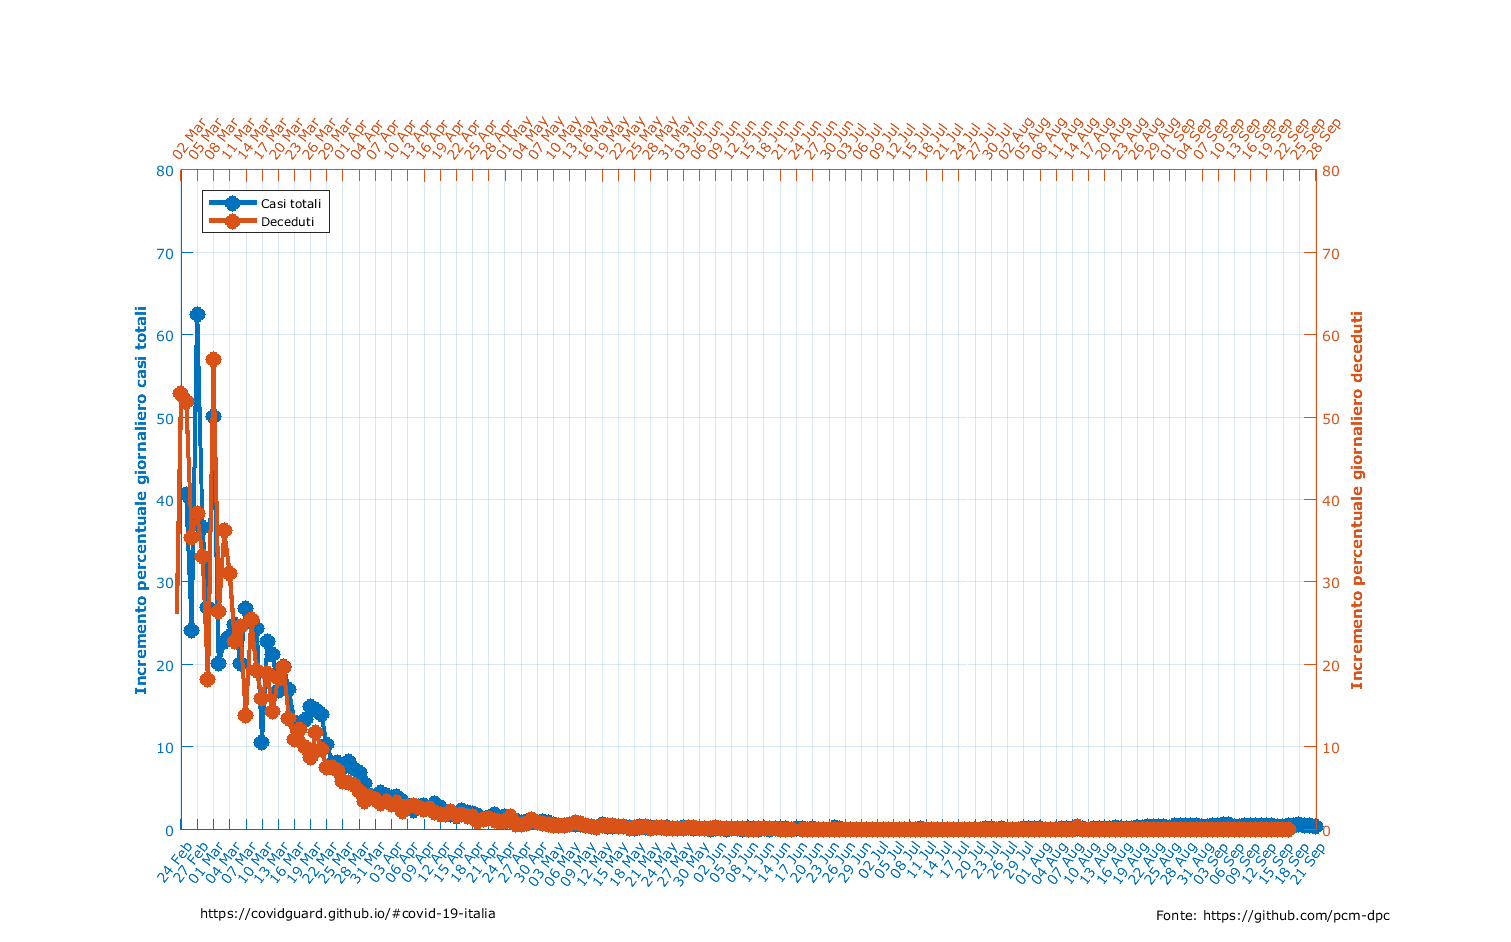 02 Mar 05 Mar 08 Mar 11 Mar 14 Mar 17 Mar 20 Mar 23 Mar 26 Mar 29 Mar 01 Apr 04 Apr 07 Apr 10 Apr 13 Apr 16 Apr 19 Apr 22 Apr 25 Apr 28 Apr 01 May 04 May 07 May 10 May 13 May 16 May 19 May 22 May 25 May 28 May 31 May 03 Jun 06 Jun 09 Jun 12 Jun 15 Jun 18 Jun 21 Jun 24 Jun 27 Jun 30 Jun 03 Jul 06 Jul 09 Jul 12 Jul 15 Jul 18 Jul 21 Jul 24 Jul 27 Jul 30 Jul 02 Aug 05 Aug 08 Aug 11 Aug 14 Aug 17 Aug 20 Aug 23 Aug 26 Aug 29 Aug 01 Sep 04 Sep 07 Sep 10 Sep 13 Sep 16 Sep 19 Sep 22 Sep 25 Sep 28 Sep
80 80
Casi totali
Deceduti
70 70
60 60
50 50
40 40
30 30
20 20
10 10
0 0
Incremento percentuale giornaliero casi totali
Incremento percentuale giornaliero deceduti
24 Feb 27 Feb 01 Mar 04 Mar 07 Mar 10 Mar 13 Mar 16 Mar 19 Mar 22 Mar 25 Mar 28 Mar 31 Mar 03 Apr 06 Apr 09 Apr 12 Apr 15 Apr 18 Apr 21 Apr 24 Apr 27 Apr 30 Apr 03 May 06 May 09 May 12 May 15 May 18 May 21 May 24 May 27 May 30 May 02 Jun 05 Jun 08 Jun 11 Jun 14 Jun 17 Jun 20 Jun 23 Jun 26 Jun 29 Jun 02 Jul 05 Jul 08 Jul 11 Jul 14 Jul 17 Jul 20 Jul 23 Jul 26 Jul 29 Jul 01 Aug 04 Aug 07 Aug 10 Aug 13 Aug 16 Aug 19 Aug 22 Aug 25 Aug 28 Aug 31 Aug 03 Sep 06 Sep 09 Sep 12 Sep 15 Sep 18 Sep 21 Sep
https://covidguard.github.io/#covid-19-italia
Fonte: https://github.com/pcm-dpc